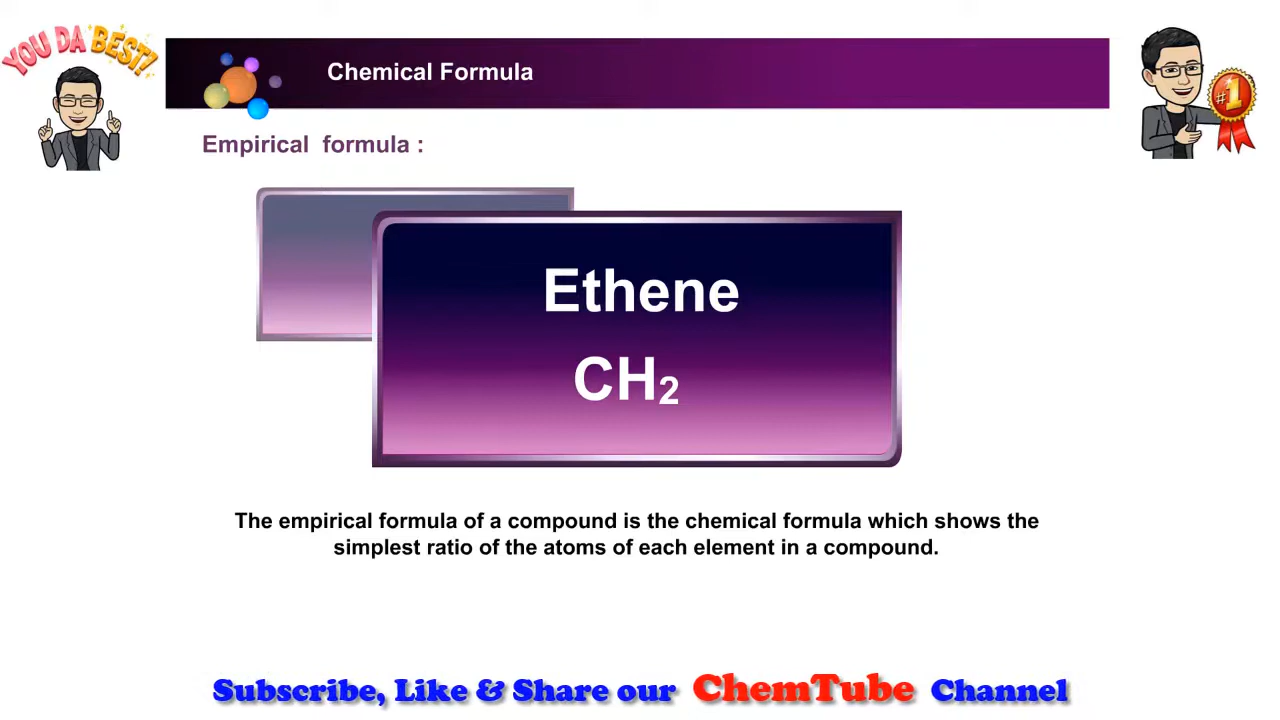 YOU DA BEST!
Chemical Formula
#1
Empirical formula :
Ethene
CH₂
The empirical formula of a compound is the chemical formula which shows the
simplest ratio of the atoms of each element in a compound.
Subscribe, Like & Share our ChemTube Channel